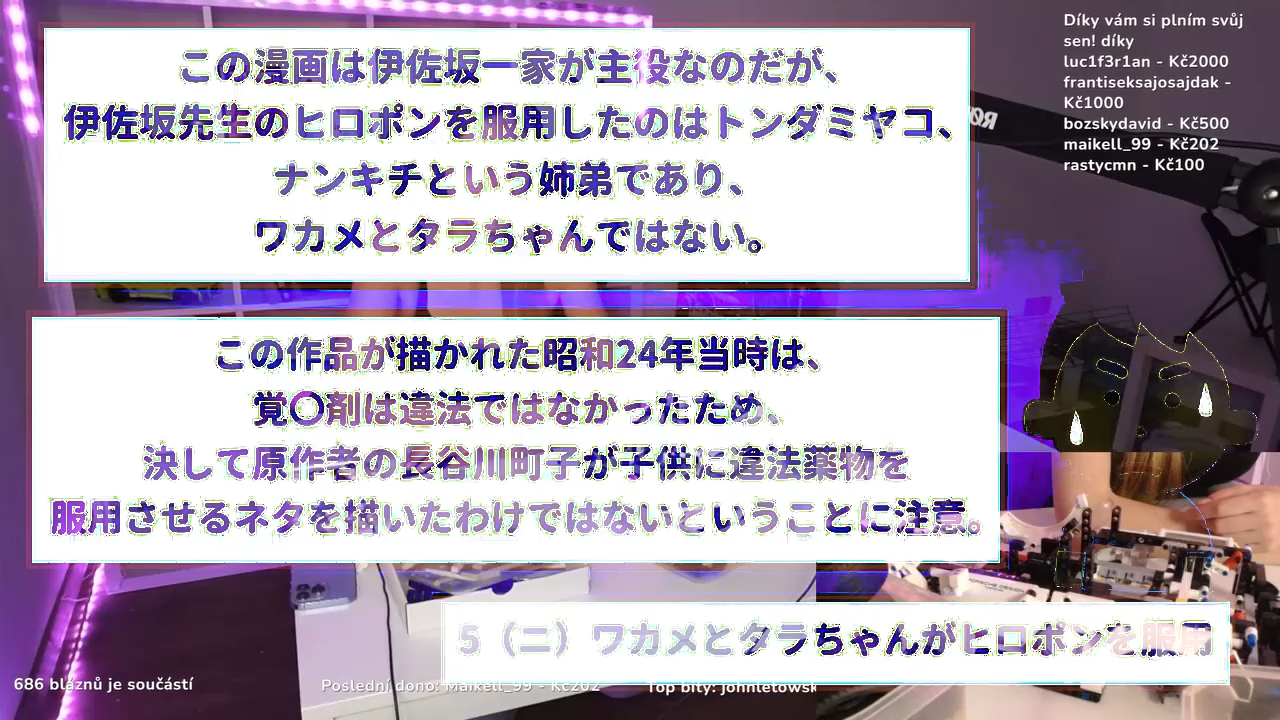 この漫画は伊佐坂一家が主役なのだが、
伊佐坂先生のヒロポンを服用したのはトンダミヤコ、
ナンキチという姉弟であり、
ワカメとタラちゃんではない。
この作品が描かれた昭和24年当時は、
覚〇剤は違法ではなかったため、
決して原作者の長谷川町子が子供に違法薬物を
服用させるネタを描いたわけではないということに注意。
5（ニ）ワカメとタラちゃんがヒロポンを服用
Díky vám si plním svůj
sen! díky
luc1f3r1an - Kč2000
frantiseksajosajdak -
Kč1000
bozskydavid - Kč500
maikell_99 - Kč202
rastycmn - Kč100
RØ
PORSCHE DESIGN
686 bláznů je součástí
Poslední dono: Maikell_99 - Kč202
Top bity: johnletowsk